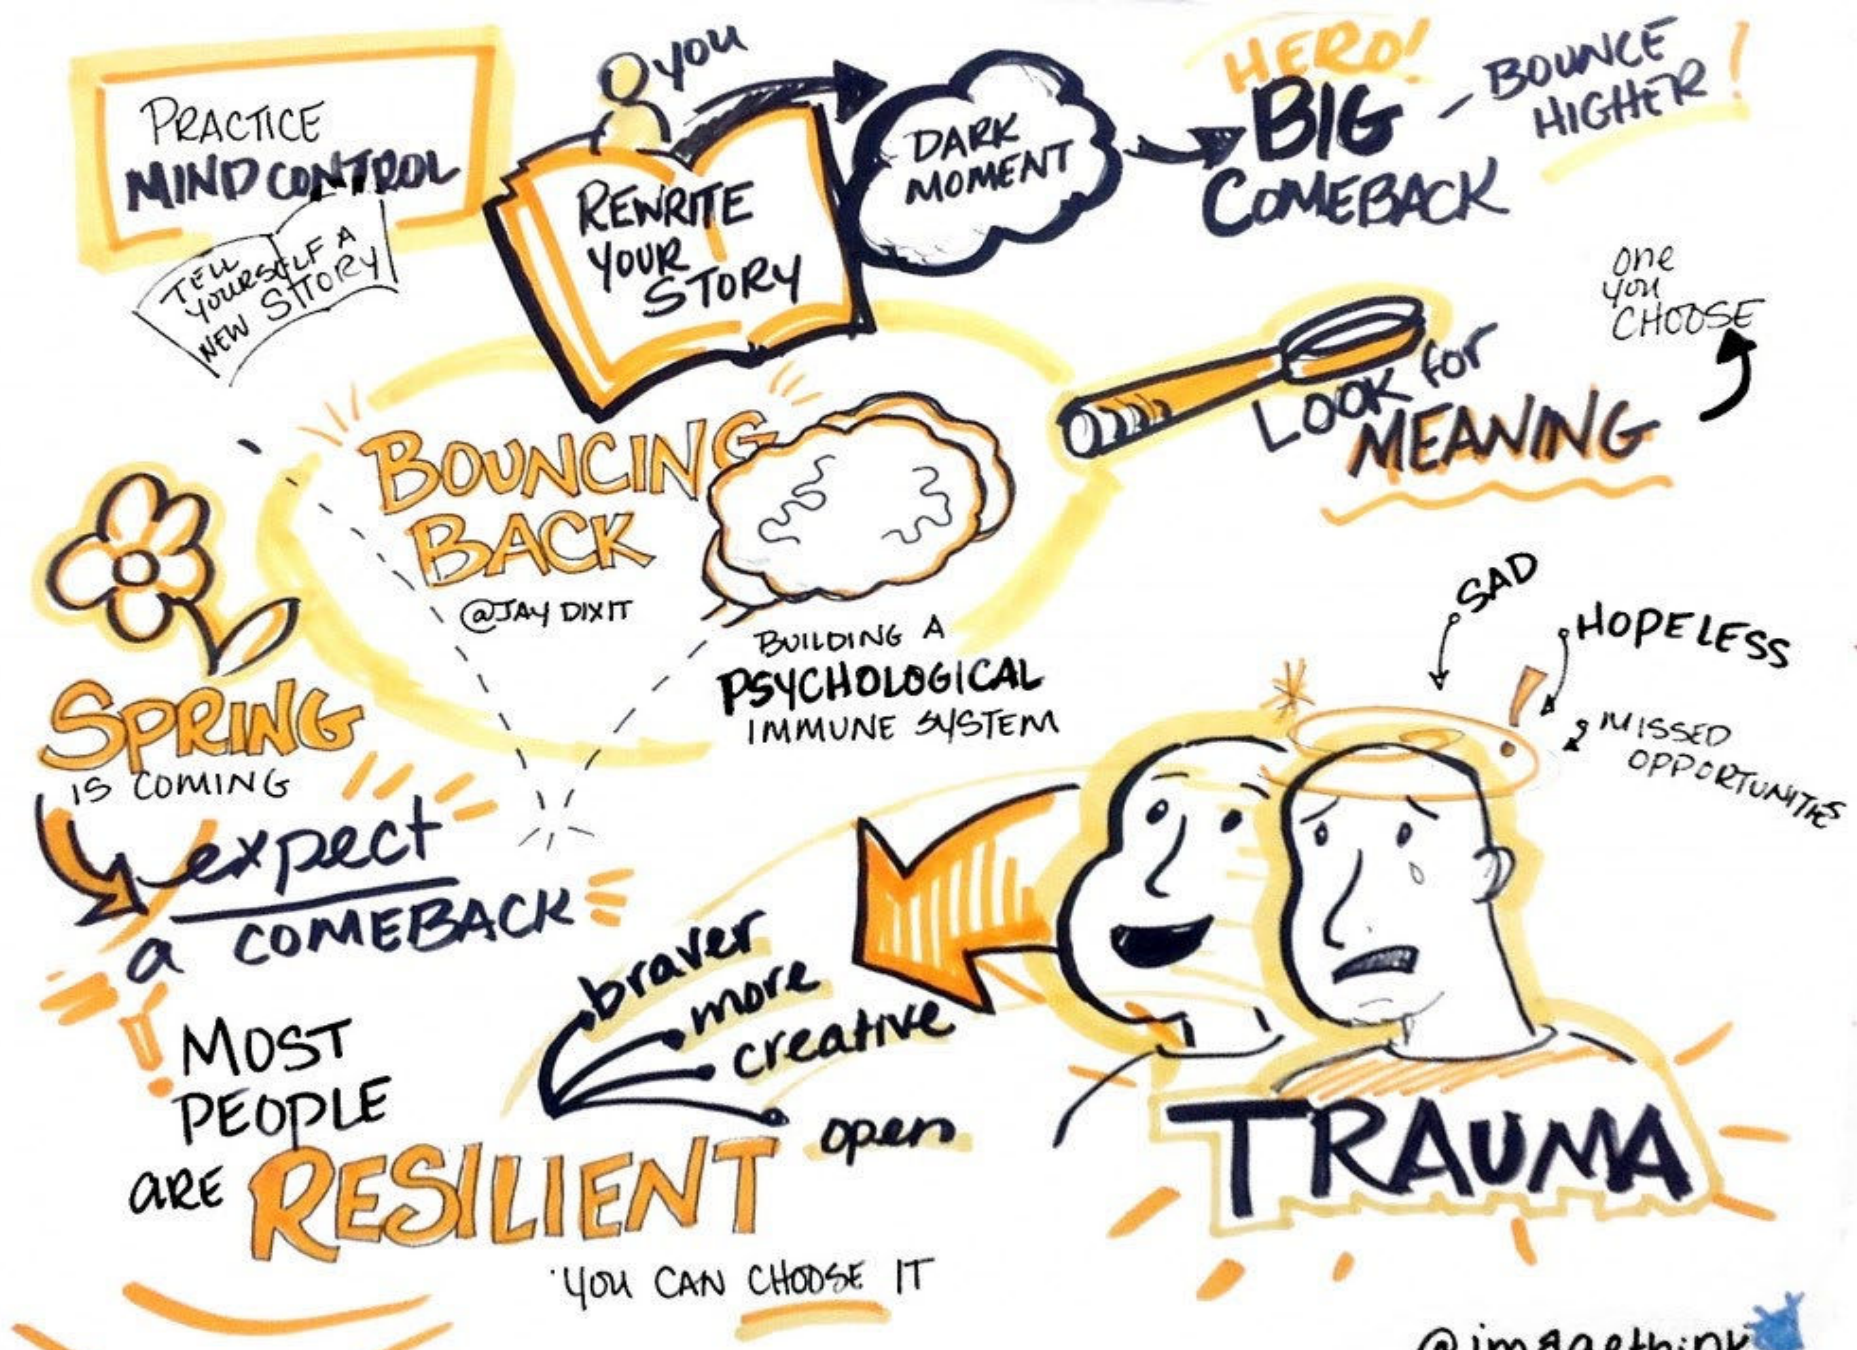 PRACTICE
MIND CONTROL
TELL
YOURSELF A
NEW STTORY
YOU
REWRITE
YOUR
STORY
DARK
MOMENT
HERO!
BIG
COMEBACK
- BOUNCE
HIGHER!
LOOK for
MEANING
one
you
CHOOSE
BOUNCING
BACK
@JAY DIXIT
BUILDING A
PSYCHOLOGICAL
IMMUNE SYSTEM
SPRING
IS COMING
expect
a COMEBACK
! MOST
PEOPLE
ARE RESILIENT
YOU CAN CHOOSE IT
braver
more
creative
open
SAD
HOPELESS
MISSED
OPPORTUNITIES
TRAUMA
@imagethink